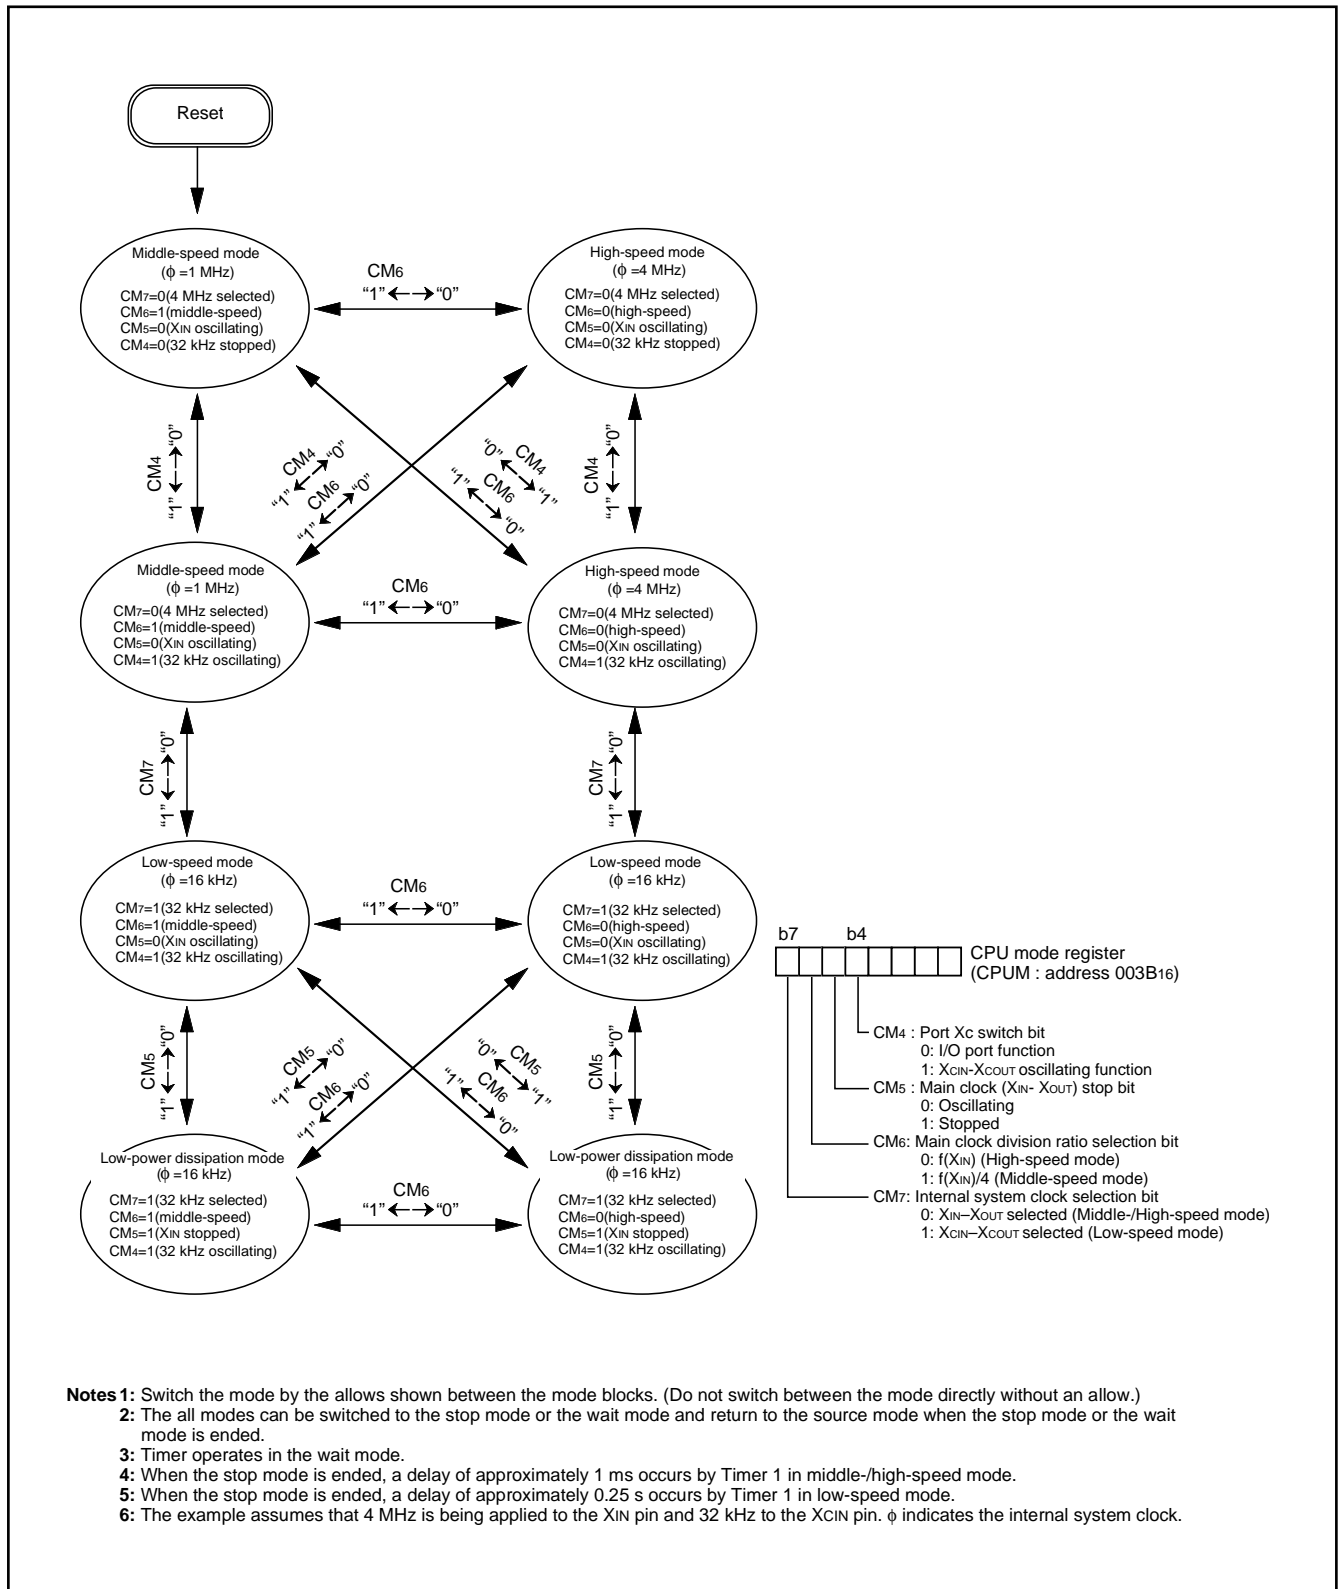 Reset
Middle-speed mode
(ϕ =1 MHz)
CM7=0(4 MHz selected)
CM6=1(middle-speed)
CM5=0(XIN oscillating)
CM4=0(32 kHz stopped)
CM6
“1” ←→ “0”
High-speed mode
(ϕ =4 MHz)
CM7=0(4 MHz selected)
CM6=0(high-speed)
CM5=0(XIN oscillating)
CM4=0(32 kHz stopped)
CM4
“1” ←→ “0”
CM4
“1” ←→ “0”
CM6
“1” ←→ “0”
CM4
“0” ←→ “1”
CM6
“1” ←→ “0”
CM4
“1” ←→ “0”
Middle-speed mode
(ϕ =1 MHz)
CM7=0(4 MHz selected)
CM6=1(middle-speed)
CM5=0(XIN oscillating)
CM4=1(32 kHz oscillating)
CM6
“1” ←→ “0”
High-speed mode
(ϕ =4 MHz)
CM7=0(4 MHz selected)
CM6=0(high-speed)
CM5=0(XIN oscillating)
CM4=1(32 kHz oscillating)
CM7
“1” ←→ “0”
CM7
“1” ←→ “0”
Low-speed mode
(ϕ =16 kHz)
CM7=1(32 kHz selected)
CM6=1(middle-speed)
CM5=0(XIN oscillating)
CM4=1(32 kHz oscillating)
CM6
“1” ←→ “0”
Low-speed mode
(ϕ =16 kHz)
CM7=1(32 kHz selected)
CM6=0(high-speed)
CM5=0(XIN oscillating)
CM4=1(32 kHz oscillating)
CM5
“1” ←→ “0”
CM5
“1” ←→ “0”
CM6
“1” ←→ “0”
CM5
“0” ←→ “1”
CM6
“1” ←→ “0”
CM5
“1” ←→ “0”
Low-power dissipation mode
(ϕ =16 kHz)
CM7=1(32 kHz selected)
CM6=1(middle-speed)
CM5=1(XIN stopped)
CM4=1(32 kHz oscillating)
CM6
“1” ←→ “0”
Low-power dissipation mode
(ϕ =16 kHz)
CM7=1(32 kHz selected)
CM6=0(high-speed)
CM5=1(XIN stopped)
CM4=1(32 kHz oscillating)
b7 b4
CPU mode register
(CPUM : address 003B16)
CM4 : Port Xc switch bit
0: I/O port function
1: XCIN-XCOUT oscillating function
CM5 : Main clock (XIN- XOUT) stop bit
0: Oscillating
1: Stopped
CM6: Main clock division ratio selection bit
0: f(XIN) (High-speed mode)
1: f(XIN)/4 (Middle-speed mode)
CM7: Internal system clock selection bit
0: XIN–XOUT selected (Middle-/High-speed mode)
1: XCIN–XCOUT selected (Low-speed mode)
Notes 1: Switch the mode by the allows shown between the mode blocks. (Do not switch between the mode directly without an allow.)
2: The all modes can be switched to the stop mode or the wait mode and return to the source mode when the stop mode or the wait
mode is ended.
3: Timer operates in the wait mode.
4: When the stop mode is ended, a delay of approximately 1 ms occurs by Timer 1 in middle-/high-speed mode.
5: When the stop mode is ended, a delay of approximately 0.25 s occurs by Timer 1 in low-speed mode.
6: The example assumes that 4 MHz is being applied to the XIN pin and 32 kHz to the XCIN pin. ϕ indicates the internal system clock.